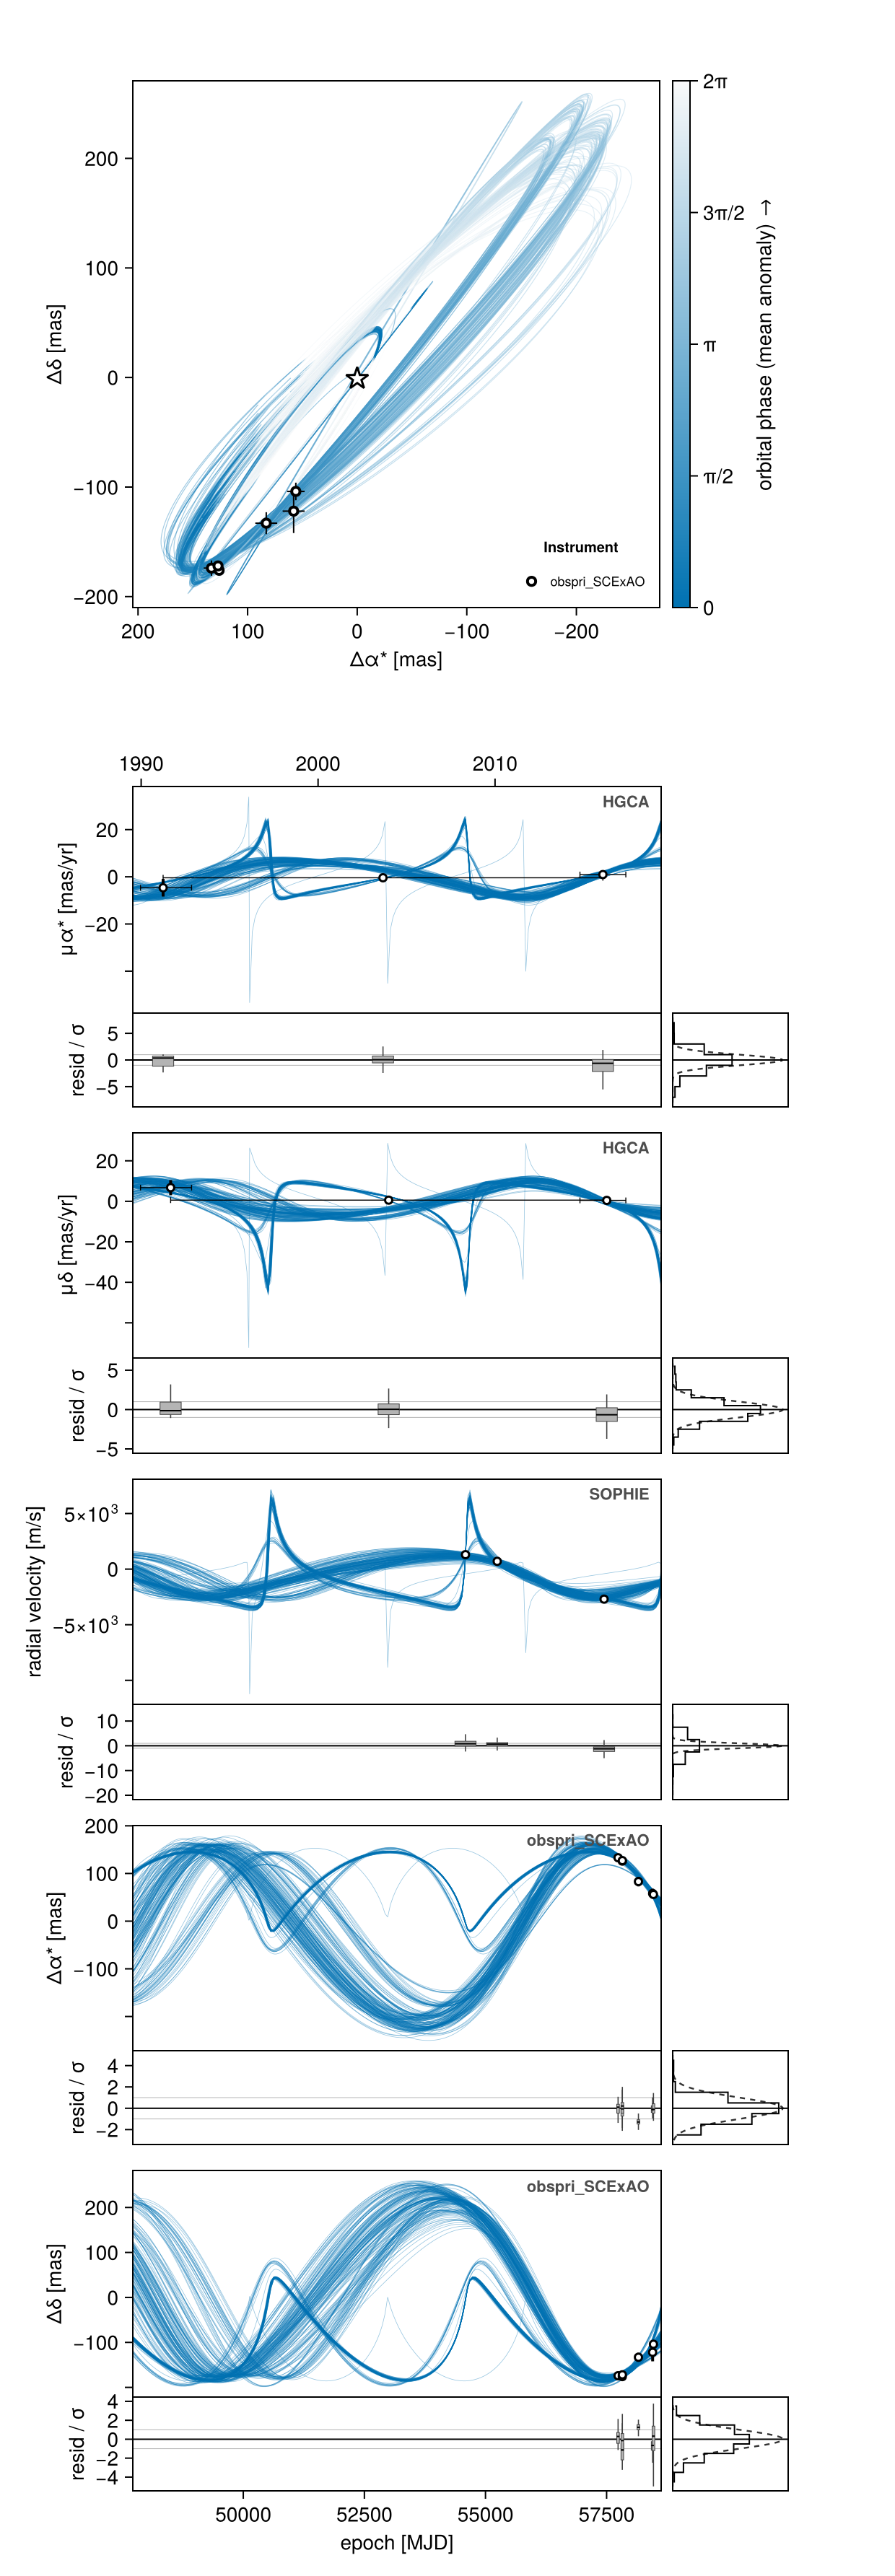 2π
200
3π/2
100
Δδ [mas]
0
π
orbital phase (mean anomaly) →
−100
π/2
Instrument
obspri_SCExAO
−200
0
200 100 0 −100 −200
Δα* [mas]
1990 2000 2010
HGCA
20
0
−20
μα* [mas/yr]
5
0
−5
resid / σ
HGCA
20
0
−20
−40
μδ [mas/yr]
5
0
−5
resid / σ
SOPHIE
5×10³
0
−5×10³
radial velocity [m/s]
10
0
−10
−20
resid / σ
200
obspri_SCExAO
100
0
−100
Δα* [mas]
4
2
0
−2
resid / σ
obspri_SCExAO
200
100
0
−100
Δδ [mas]
4
2
0
−2
−4
resid / σ
50000 52500 55000 57500
epoch [MJD]